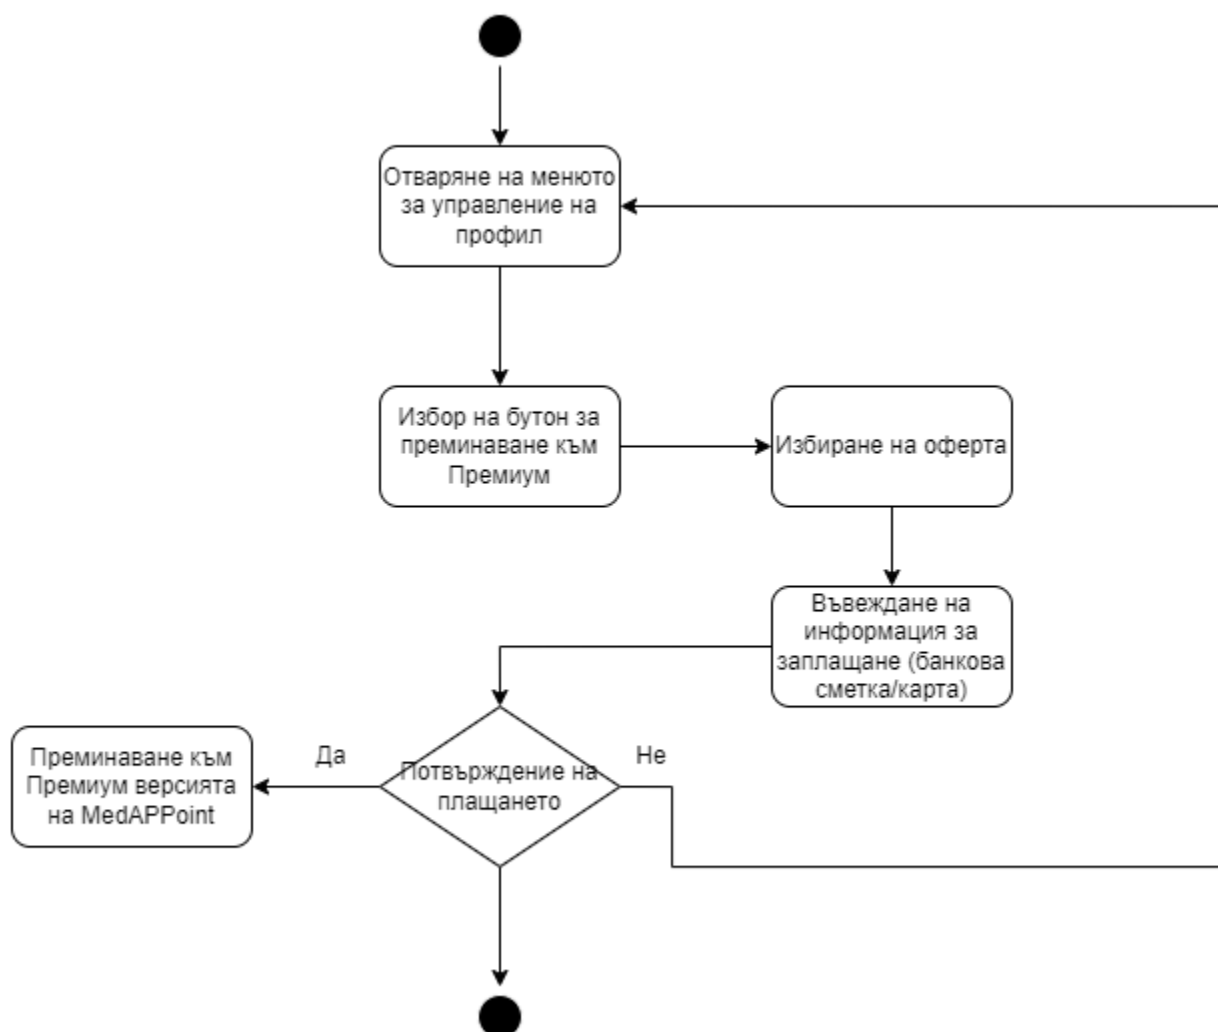 Отваряне на менюто
за управление на
профил
Избор на бутон за
преминаване към
Премиум
Избиране на оферта
Въвеждане на
информация за
заплащане (банкова
сметка/карта)
Преминаване към
Премиум версията
на MedAPPoint
Да
Потвърждение на
плащането
Не